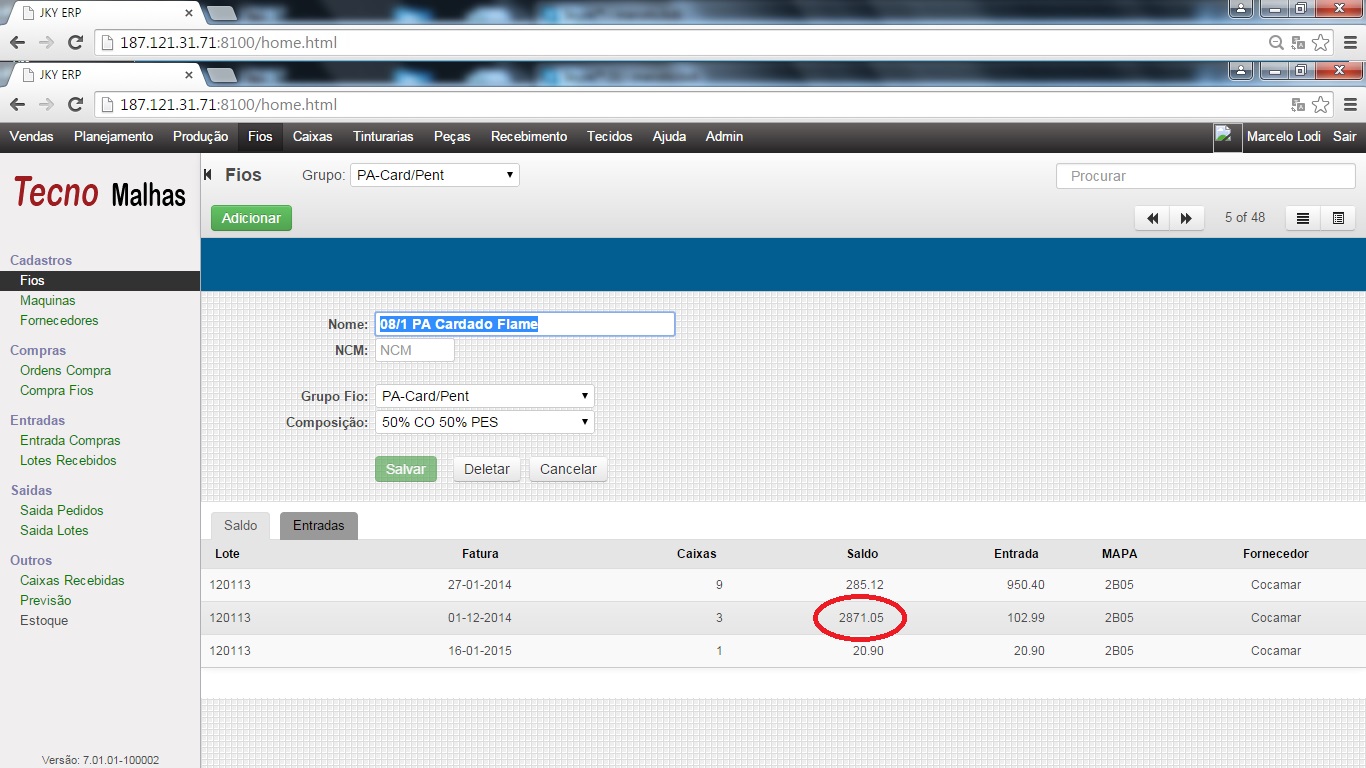 JKY ERP
187.121.31.71:8100/home.html
JKY ERP
187.121.31.71:8100/home.html
Vendas Planejamento Produção Fios Caixas Tinturarias Peças Recebimento Tecidos Ajuda Admin Marcelo Lodi Sair
Tecno Malhas
Fios Grupo: PA-Card/Pent Procurar
Adicionar 5 of 48
Cadastros
Fios
Maquinas
Fornecedores
Compras
Ordens Compra
Compra Fios
Entradas
Entrada Compras
Lotes Recebidos
Saidas
Saida Pedidos
Saida Lotes
Outros
Caixas Recebidas
Previsão
Estoque
Versão: 7.01.01-100002
Nome: 08/1 PA Cardado Flame
NCM: NCM
Grupo Fio: PA-Card/Pent
Composição: 50% CO 50% PES
Salvar Deletar Cancelar
Saldo Entradas
Lote Fatura Caixas Saldo Entrada MAPA Fornecedor
120113 27-01-2014 9 285.12 950.40 2B05 Cocamar
120113 01-12-2014 3 2871.05 102.99 2B05 Cocamar
120113 16-01-2015 1 20.90 20.90 2B05 Cocamar